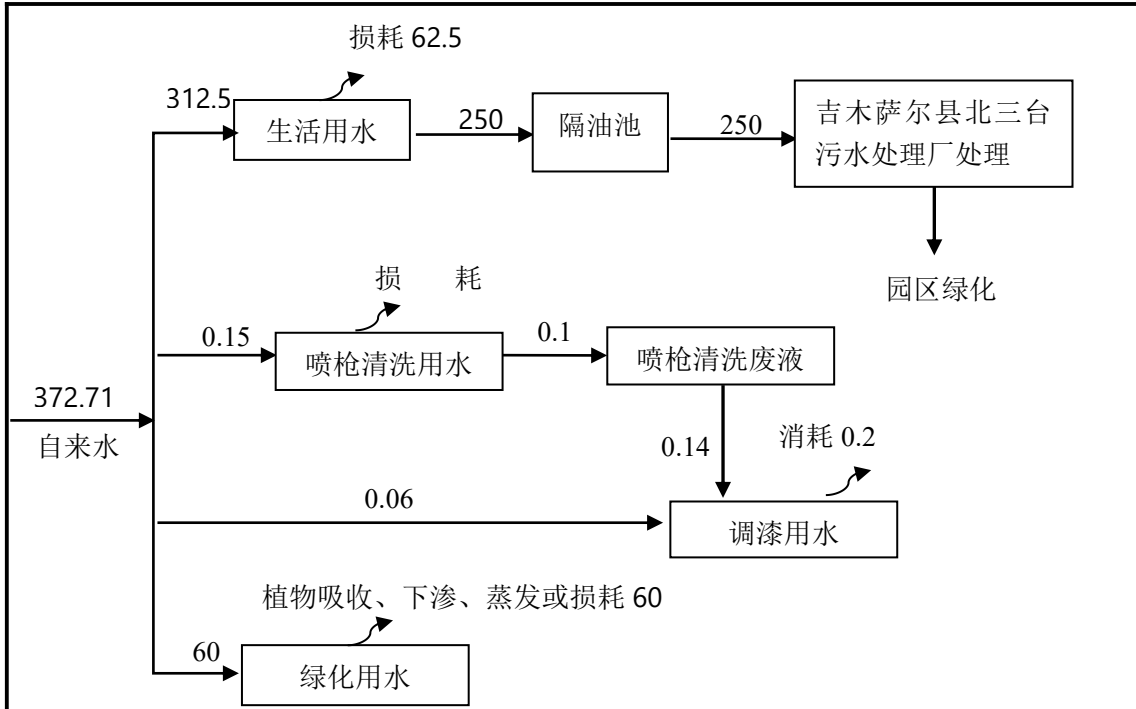 损耗 62.5
312.5
生活用水
250
隔油池
250
吉木萨尔县北三台
污水处理厂处理
园区绿化
损 耗
0.15
喷枪清洗用水
0.1
喷枪清洗废液
372.71
自来水
0.14
消耗 0.2
0.06
调漆用水
植物吸收、下渗、蒸发或损耗 60
60
绿化用水